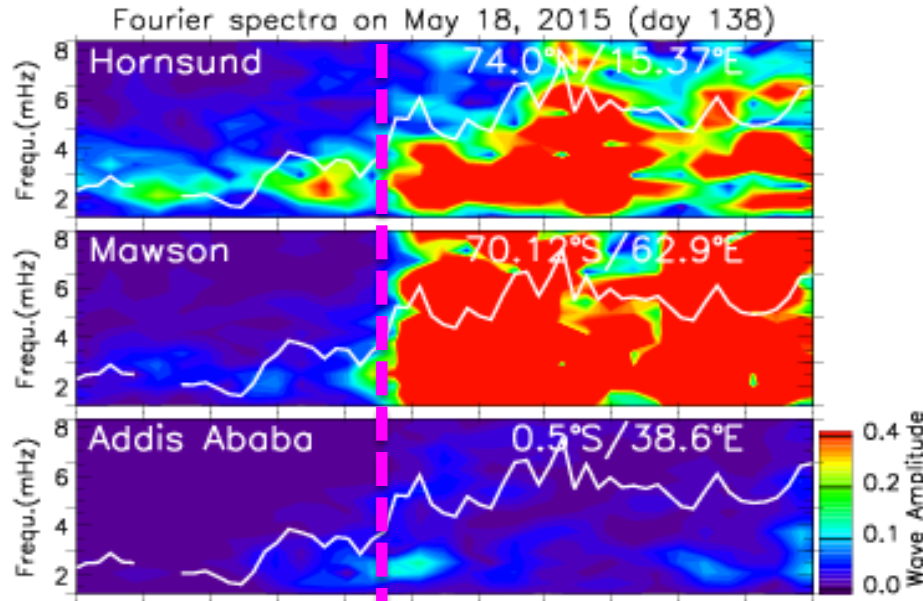 Fourier spectra on May 18, 2015 (day 138)
8
6
4
2
Frequ.(mHz)
Hornsund 74.0°N/15.37°E
8
6
4
2
Frequ.(mHz)
Mawson 70.12°S/62.9°E
8
6
4
2
Frequ.(mHz)
Addis Ababa 0.5°S/38.6°E
0.4
0.2
0.1
0.0
Wave Amplitude